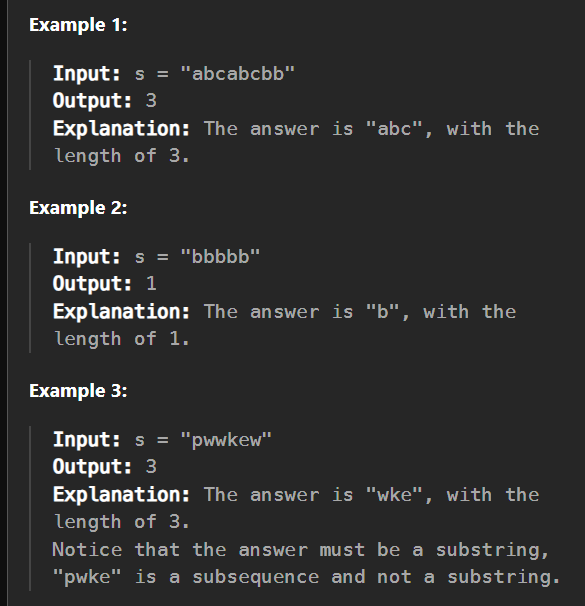 Example 1:
Input: s = "abcabcbb"
Output: 3
Explanation: The answer is "abc", with the
length of 3.
Example 2:
Input: s = "bbbbb"
Output: 1
Explanation: The answer is "b", with the
length of 1.
Example 3:
Input: s = "pwwkew"
Output: 3
Explanation: The answer is "wke", with the
length of 3.
Notice that the answer must be a substring,
"pwke" is a subsequence and not a substring.